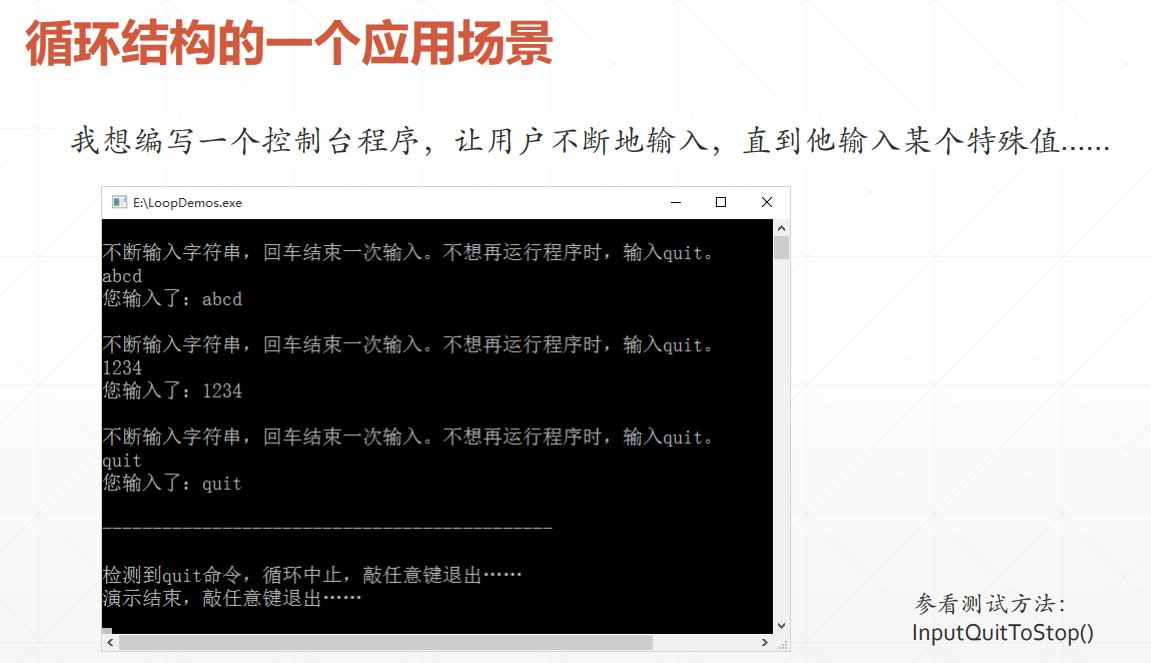 循环结构的一个应用场景
我想编写一个控制台程序，让用户不断地输入，直到他输入某个特殊值……
E:\LoopDemos.exe
不断输入字符串，回车结束一次输入。不想再运行程序时，输入quit。
abcd
您输入了：abcd
不断输入字符串，回车结束一次输入。不想再运行程序时，输入quit。
1234
您输入了：1234
不断输入字符串，回车结束一次输入。不想再运行程序时，输入quit。
quit
您输入了：quit
---------------------------------------------
检测到quit命令，循环中止，敲任意键退出……
演示结束，敲任意键退出……
参看测试方法：
InputQuitToStop()